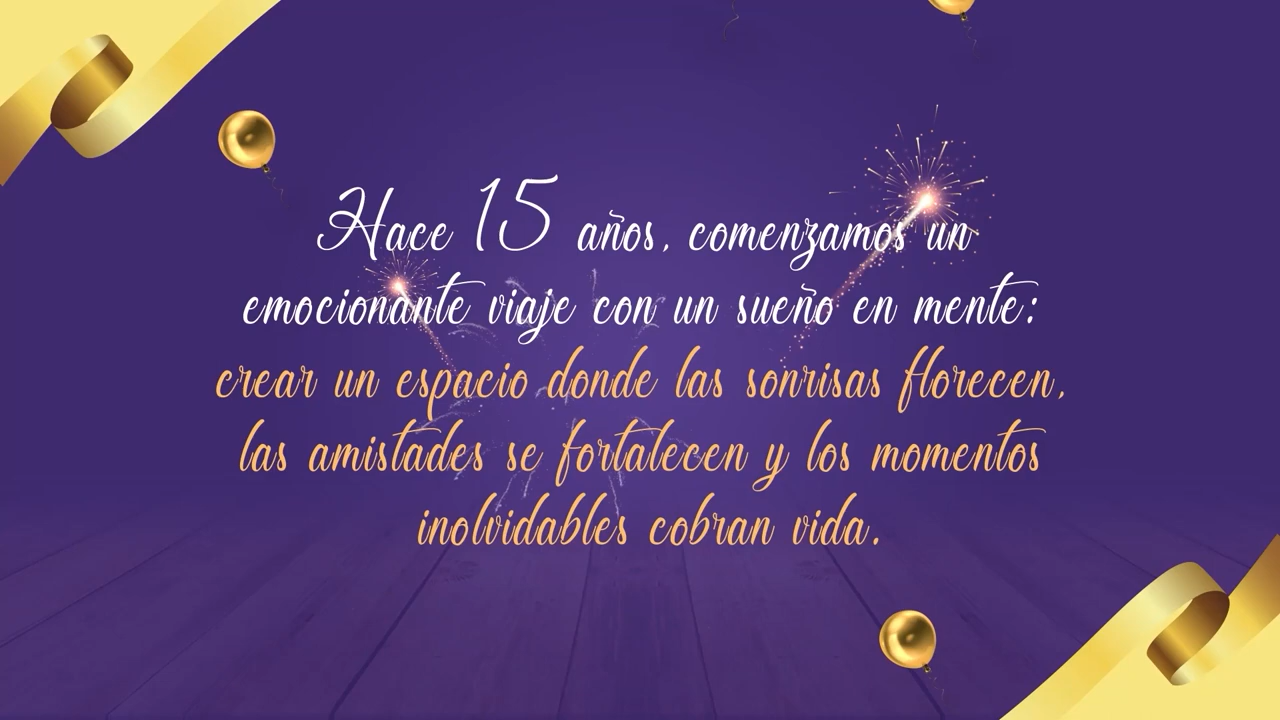 Hace 15 años, comenzamos un
emocionante viaje con un sueño en mente:
crear un espacio donde las sonrisas florecen,
las amistades se fortalecen y los momentos
inolvidables cobran vida.